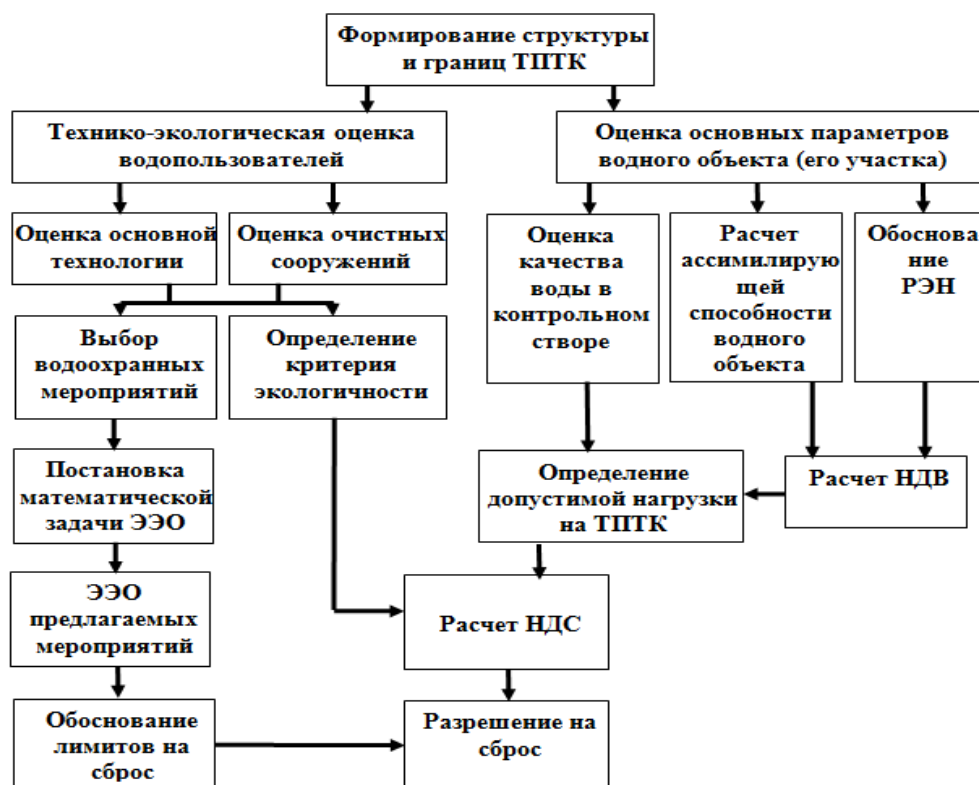 Формирование структуры
и границ ТПТК
Технико-экологическая оценка
водопользователей
Оценка основных параметров
водного объекта (его участка)
Оценка основной
технологии
Оценка очистных
сооружений
Оценка
качества
воды в
контрольном
створе
Расчет
ассимилирую
щей
способности
водного
объекта
Обоснова
ние
РЭН
Выбор
водоохранных
мероприятий
Определение
критерия
экологичности
Постановка
математической
задачи ЭЭО
Определение
допустимой нагрузки
на ТПТК
Расчет НДВ
ЭЭО
предлагаемых
мероприятий
Расчет НДС
Обоснование
лимитов на
сброс
Разрешение на
сброс